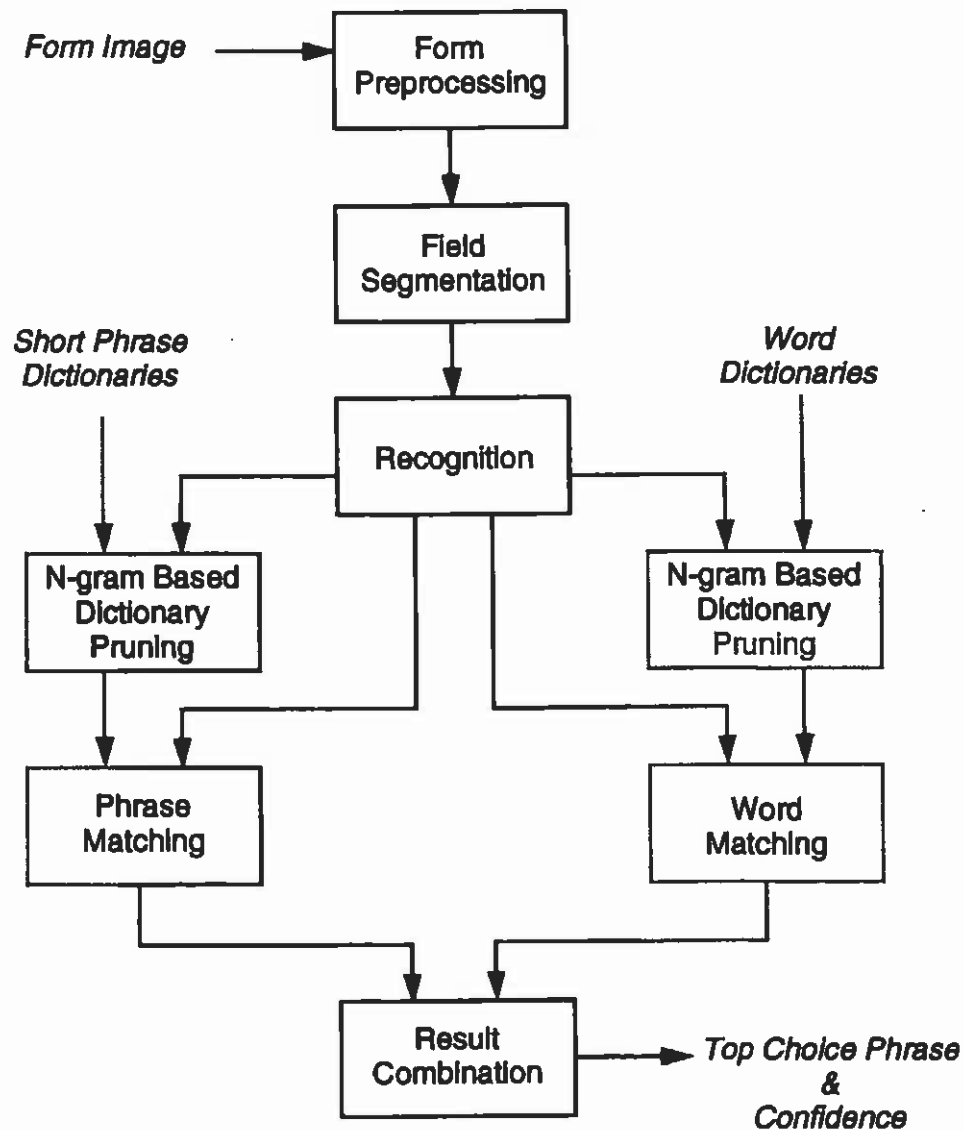 Form Image
Form
Preprocessing
Field
Segmentation
Short Phrase
Dictionaries
Word
Dictionaries
Recognition
N-gram Based
Dictionary
Pruning
N-gram Based
Dictionary
Pruning
Phrase
Matching
Word
Matching
Result
Combination
Top Choice Phrase
&
Confidence